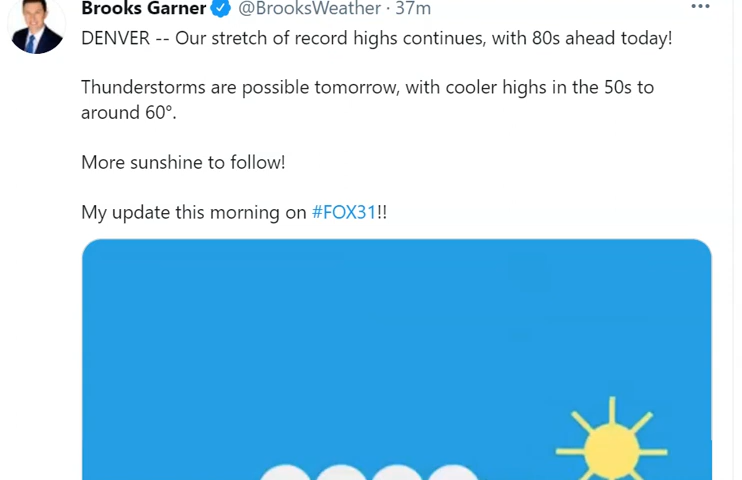 Brooks Garner @BrooksWeather · 37m
DENVER -- Our stretch of record highs continues, with 80s ahead today!
Thunderstorms are possible tomorrow, with cooler highs in the 50s to
around 60°.
More sunshine to follow!
My update this morning on #FOX31!!